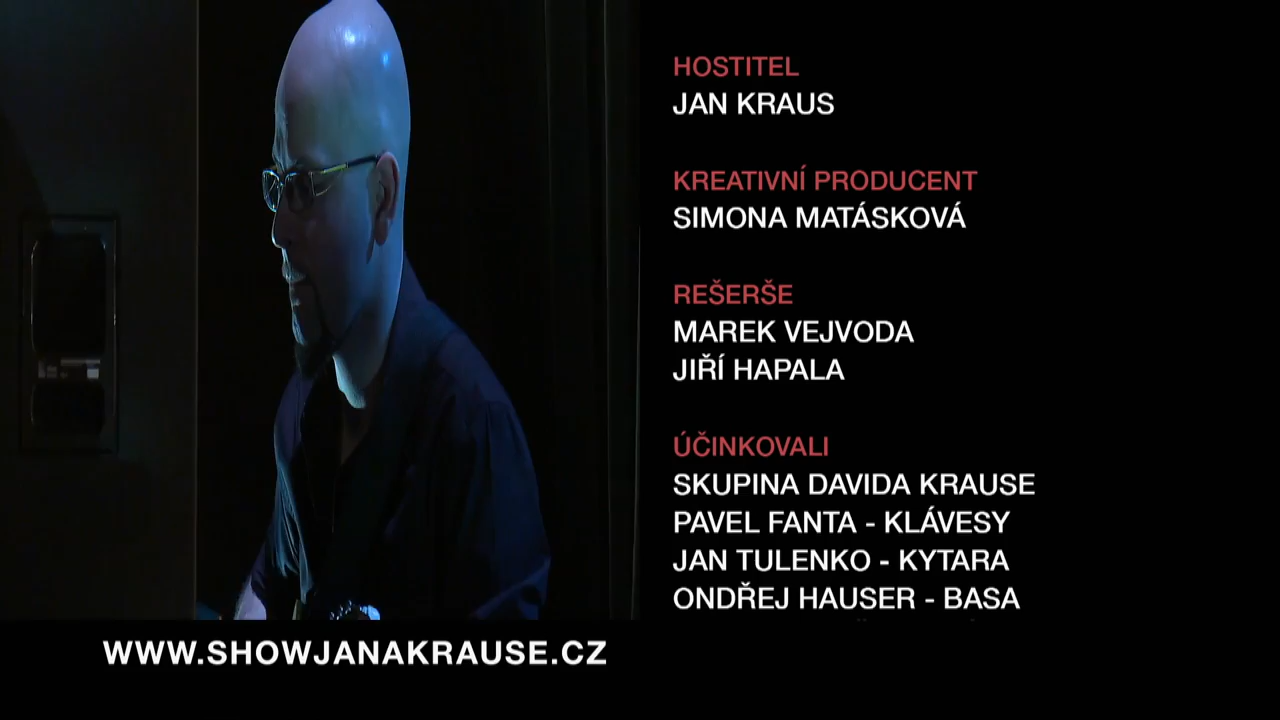 HOSTITEL
JAN KRAUS
KREATIVNÍ PRODUCENT
SIMONA MATÁSKOVÁ
REŠERŠE
MAREK VEJVODA
JIŘÍ HAPALA
ÚČINKOVALI
SKUPINA DAVIDA KRAUSE
PAVEL FANTA - KLÁVESY
JAN TULENKO - KYTARA
ONDŘEJ HAUSER - BASA
WWW.SHOWJANAKRAUSE.CZ